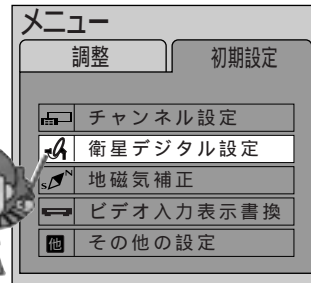 メニュー
調整 初期設定
チャンネル設定
衛星デジタル設定
S N 地磁気補正
ビデオ入力表示書換
他 その他の設定